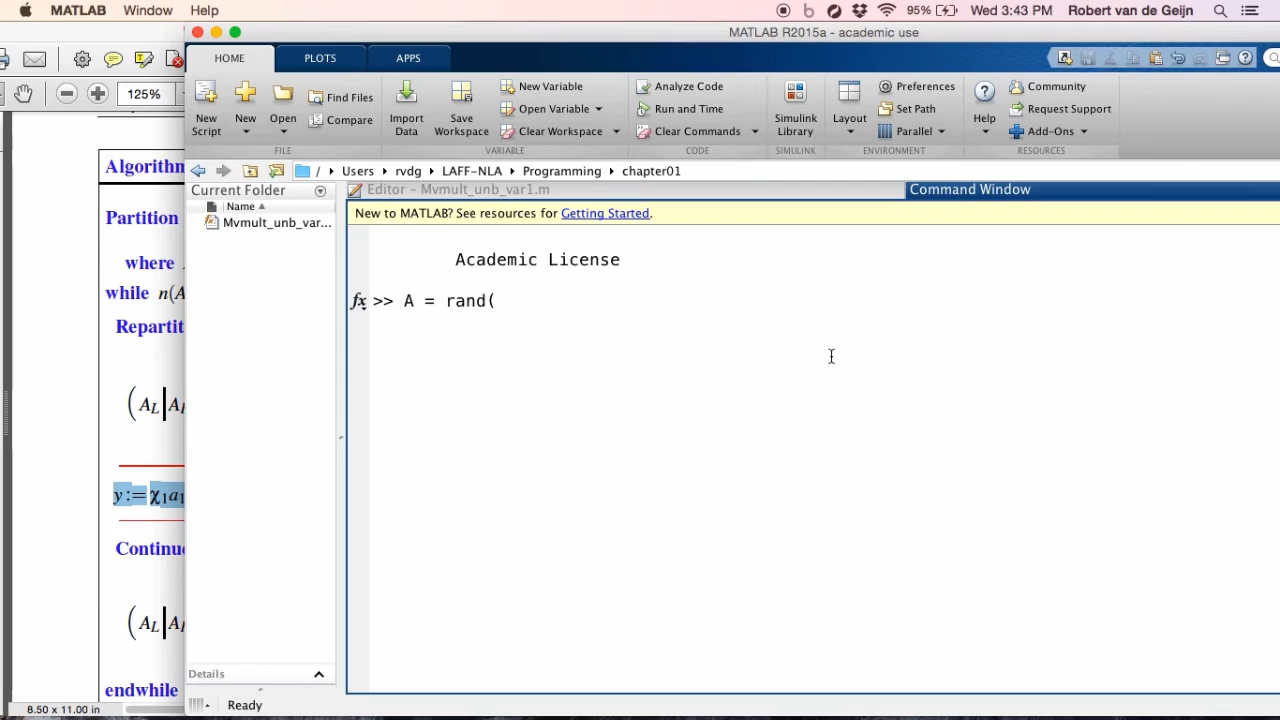 MATLAB Window Help
95% Wed 3:43 PM Robert van de Geijn
MATLAB R2015a - academic use
HOME PLOTS APPS
125%
New Script
New
Open
Find Files
Compare
FILE
Import Data
Save Workspace
New Variable
Open Variable
Clear Workspace
VARIABLE
Analyze Code
Run and Time
Clear Commands
CODE
Simulink Library
SIMULINK
Layout
Preferences
Set Path
Parallel
ENVIRONMENT
Help
Community
Request Support
Add-Ons
RESOURCES
/ Users rvdg LAFF-NLA Programming chapter01
Current Folder
Name
Mvmult_unb_var...
Editor - Mvmult_unb_var1.m
Command Window
New to MATLAB? See resources for Getting Started.
Academic License
fx >> A = rand(
Details
Ready
Algorithm
Partition
where
while n(A
Repartit
(A_L|A
y := χ₁a₁
Continue
(A_L|A
endwhile
8.50 x 11.00 in